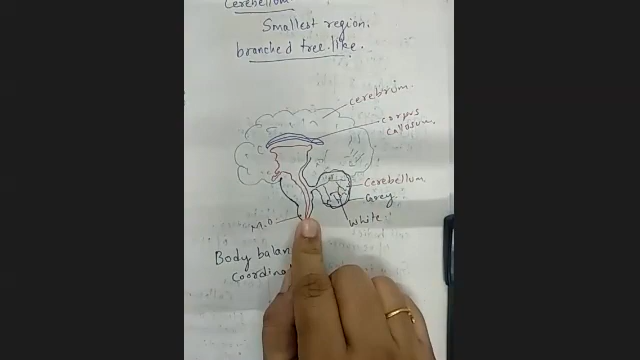 Cerebellum
Smallest region.
branched tree-like.
Cerebrum.
Corpus
Callosum.
Cerebellum
Grey.
White.
M.O
Body balan
coordina